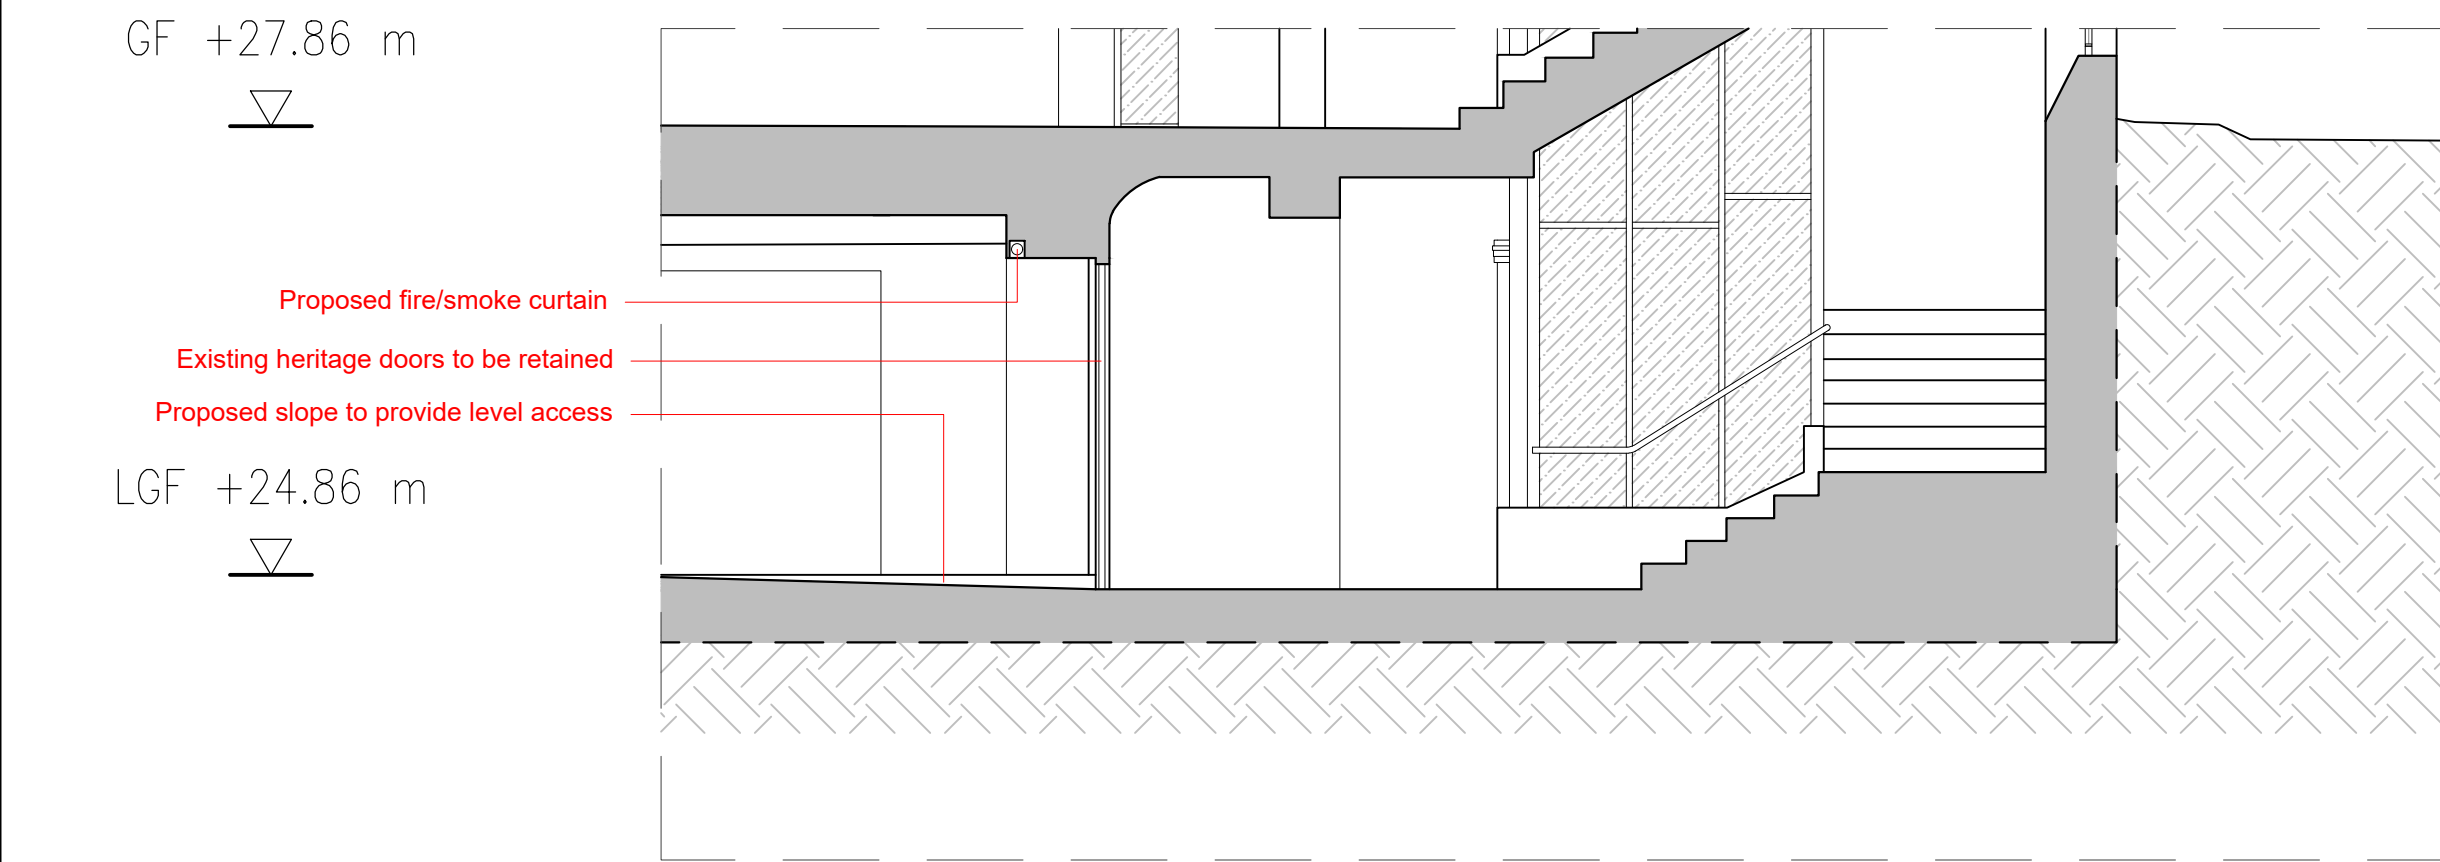 GF +27.86 m
Proposed fire/smoke curtain
Existing heritage doors to be retained
Proposed slope to provide level access
LGF +24.86 m